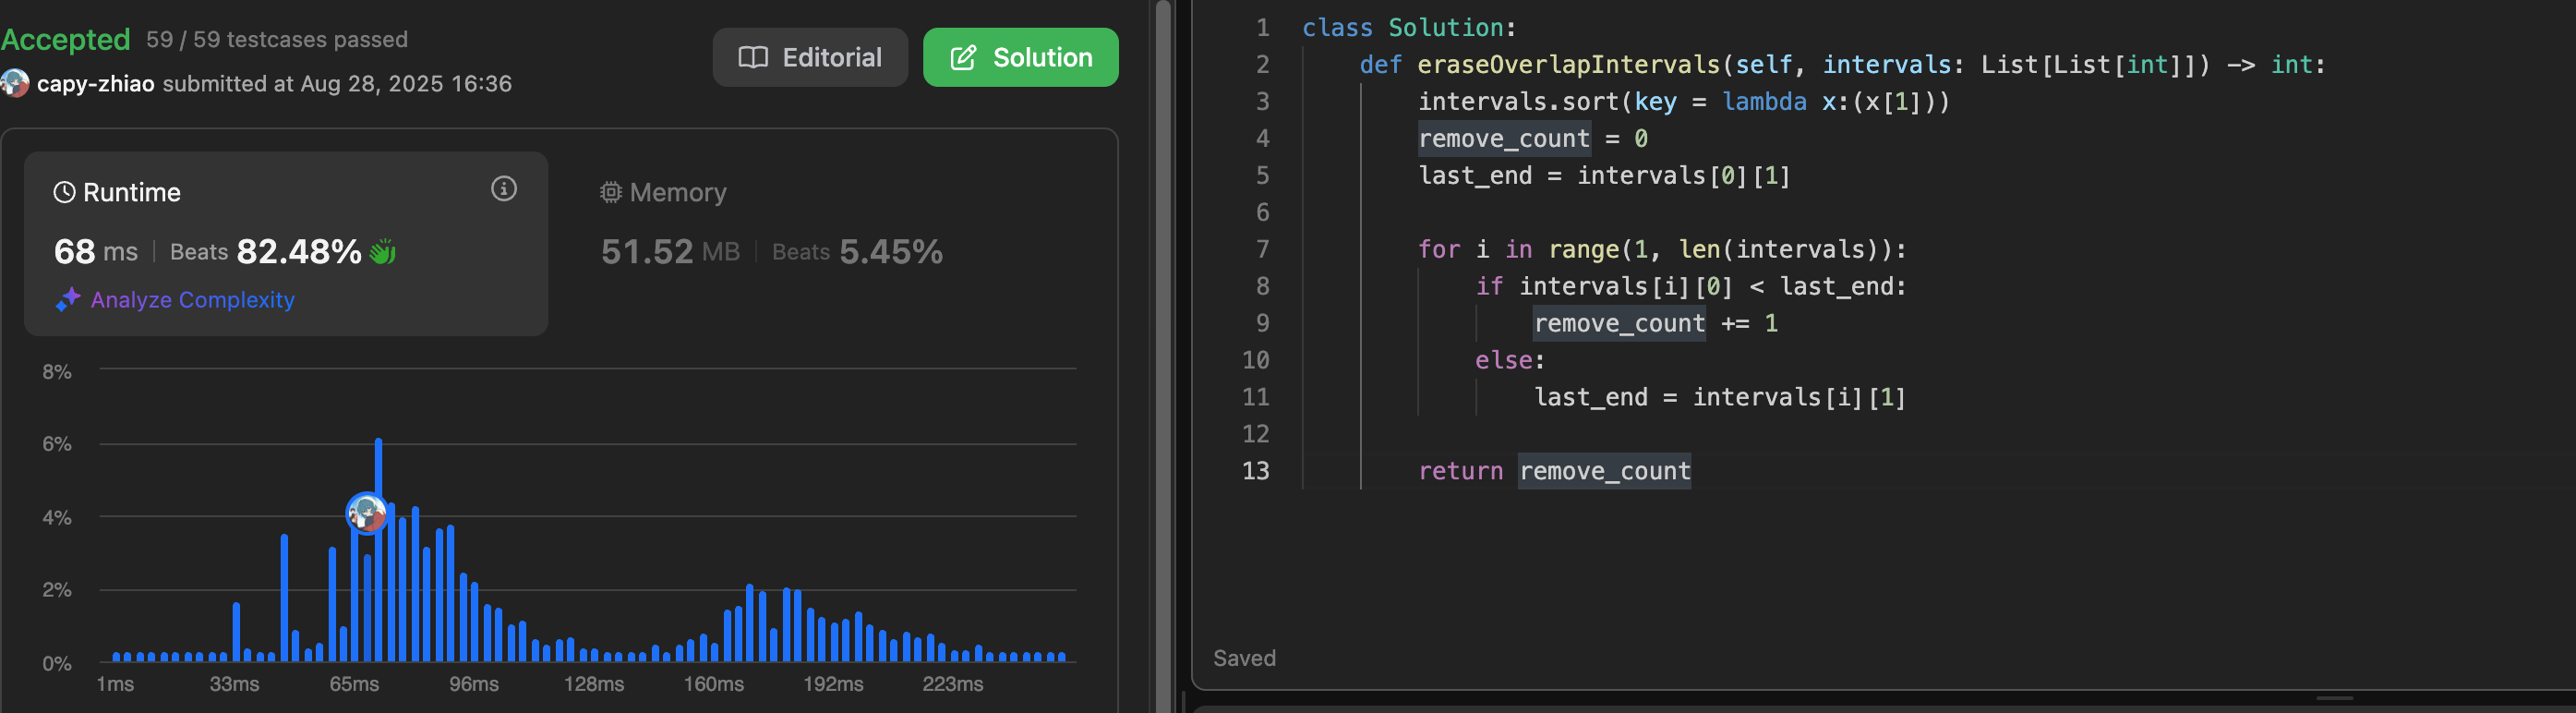 Accepted 59 / 59 testcases passed
capy-zhiao submitted at Aug 28, 2025 16:36
Editorial
Solution
Runtime
68 ms | Beats 82.48%
Analyze Complexity
Memory
51.52 MB | Beats 5.45%
8%
6%
4%
2%
0%
1ms 33ms 65ms 96ms 128ms 160ms 192ms 223ms
1 class Solution:
2     def eraseOverlapIntervals(self, intervals: List[List[int]]) -> int:
3         intervals.sort(key = lambda x:(x[1]))
4         remove_count = 0
5         last_end = intervals[0][1]
6
7         for i in range(1, len(intervals)):
8             if intervals[i][0] < last_end:
9                 remove_count += 1
10             else:
11                 last_end = intervals[i][1]
12
13         return remove_count
Saved